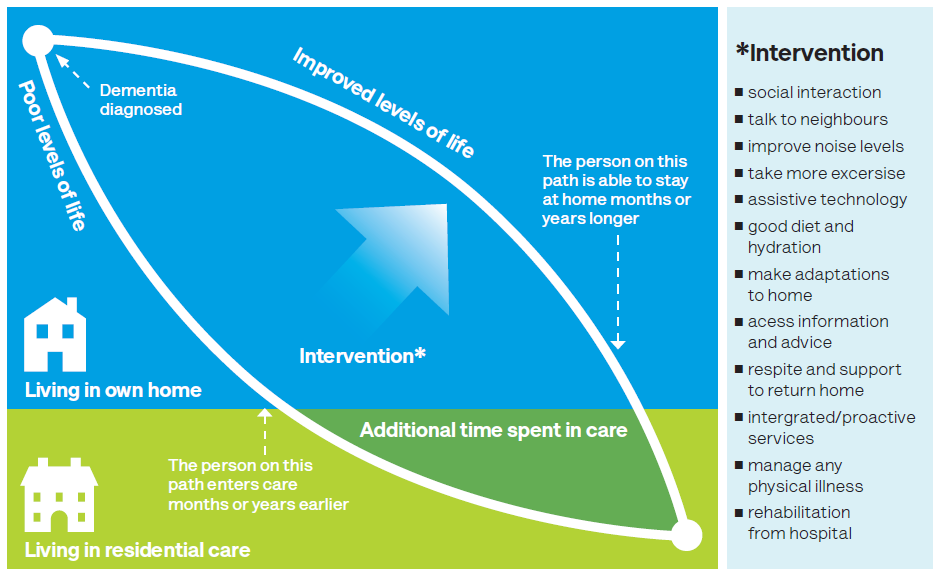 Dementia
diagnosed
Improved levels of life
Poor levels of life
The person on this
path is able to stay
at home months or
years longer
Intervention*
Living in own home
Additional time spent in care
The person on this
path enters care
months or years earlier
Living in residential care
*Intervention
■ social interaction
■ talk to neighbours
■ improve noise levels
■ take more excersise
■ assistive technology
■ good diet and
hydration
■ make adaptations
to home
■ acess information
and advice
■ respite and support
to return home
■ intergrated/proactive
services
■ manage any
physical illness
■ rehabilitation
from hospital